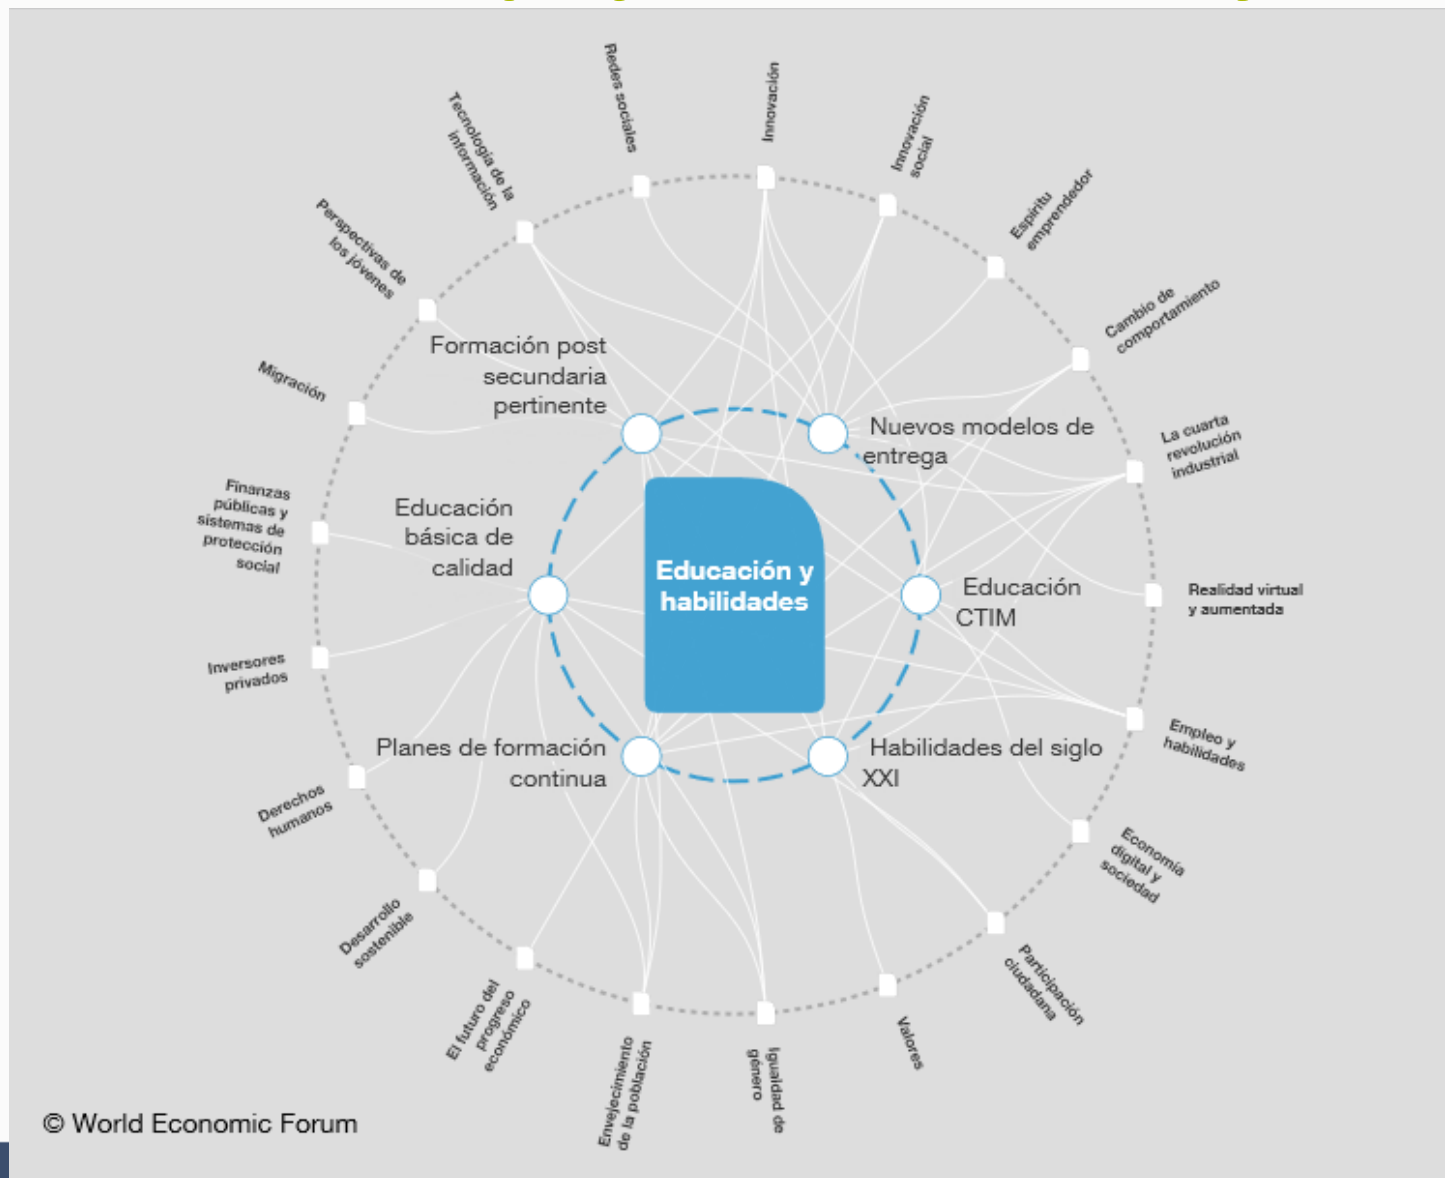 Redes sociales
Innovación
Innovación
social
Espíritu
emprendedor
Cambio de
comportamiento
La cuarta
revolución
industrial
Realidad virtual
y aumentada
Empleo y
habilidades
Economía
digital y
sociedad
Participación
ciudadana
Valores
Igualdad de
género
Envejecimiento
de la población
El futuro del
progreso
económico
Desarrollo
sostenible
Derechos
humanos
Inversores
privados
Finanzas
públicas y
sistemas de
protección
social
Migración
Perspectivas de
los jóvenes
Tecnología de la
información
Formación post
secundaria
pertinente
Nuevos modelos de
entrega
Educación
básica de
calidad
Educación y
habilidades
Educación
CTIM
Planes de formación
continua
Habilidades del siglo
XXI
© World Economic Forum